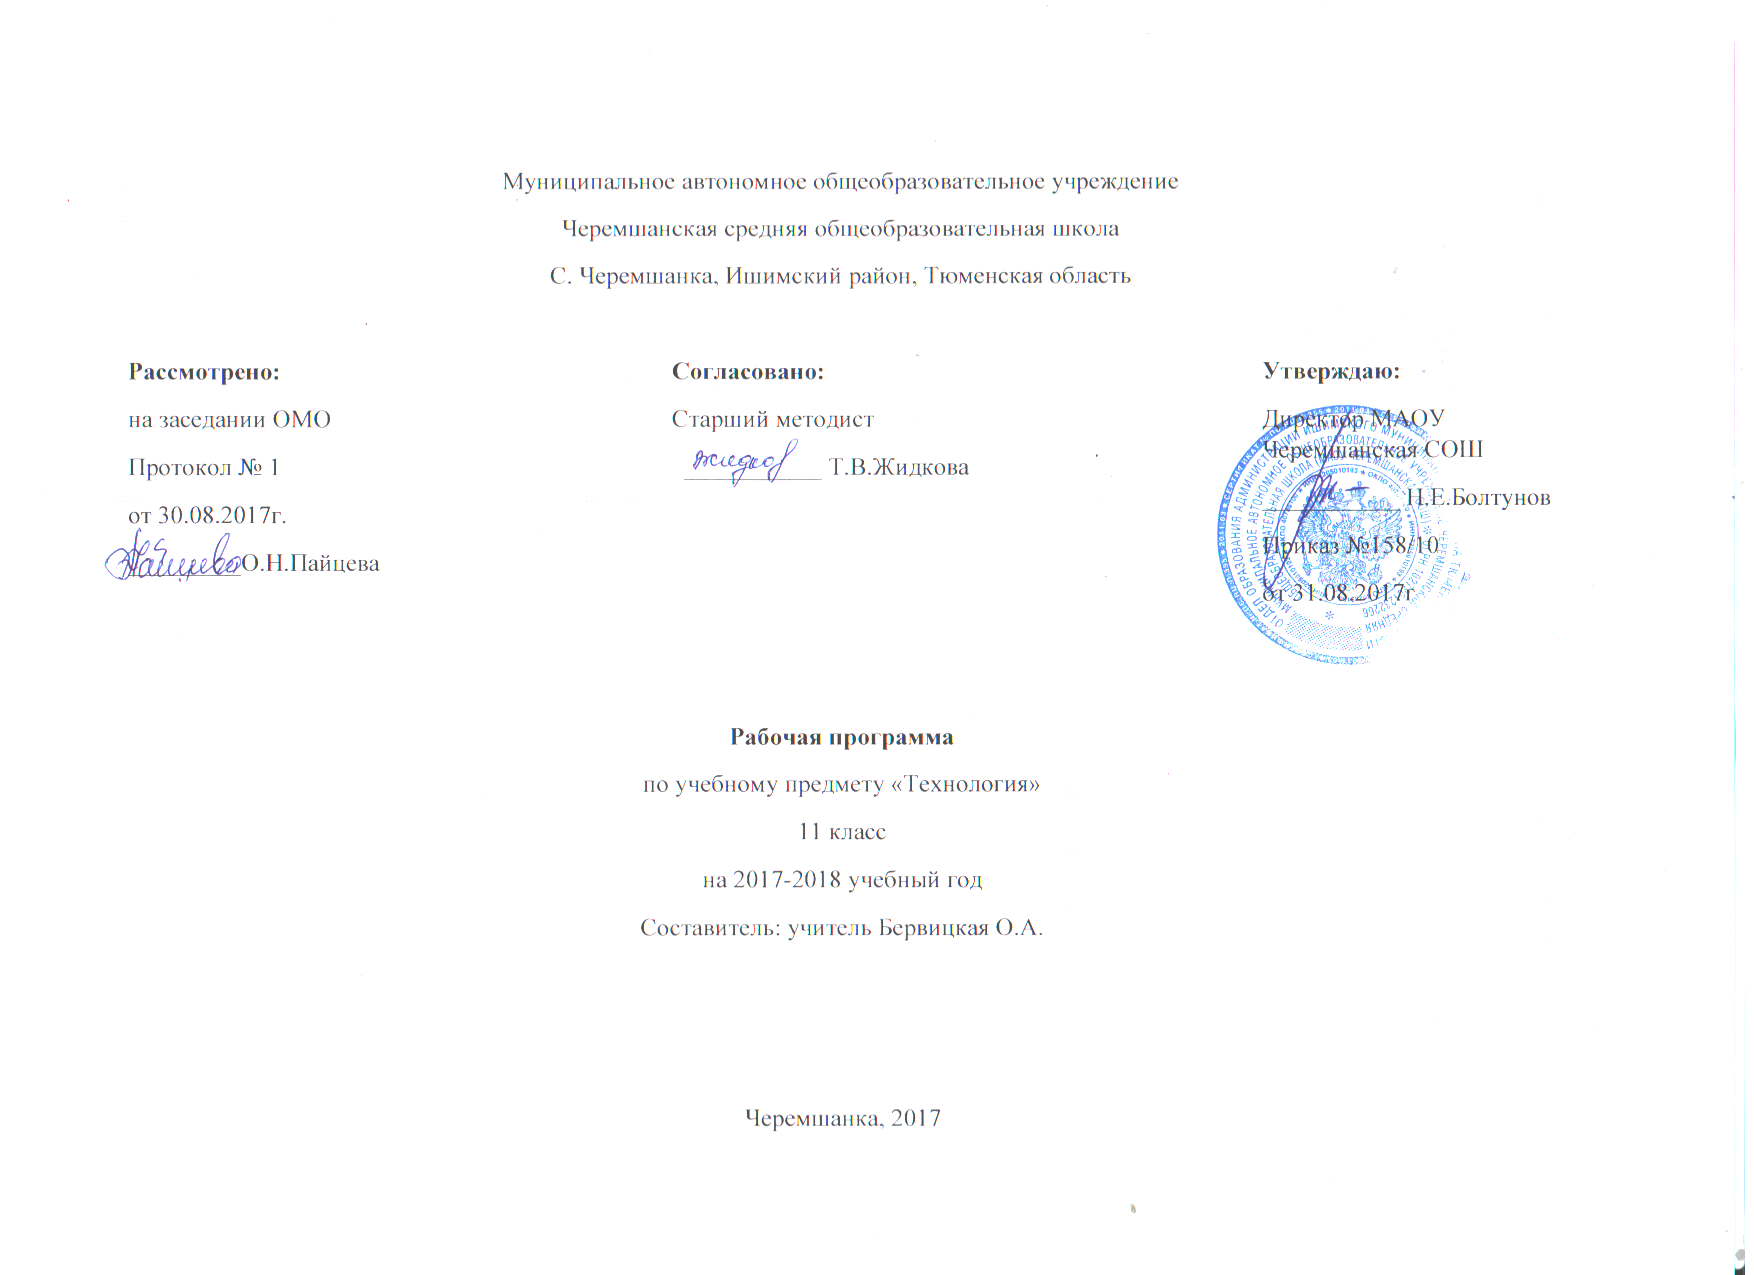 Муниципальное автономное общеобразовательное учреждение
Черемшанская средняя общеобразовательная школа
С. Черемшанка, Ишимский район, Тюменская область
Рассмотрено:
на заседании ОМО
Протокол № 1
от 30.08.2017г.
О.Н.Пайцева
Согласовано:
Старший методист
Т.В.Жидкова
Утверждаю:
Директор МАОУ
Черемшанская СОШ
Н.Е.Болтунов
Приказ №158/10
от 31.08.2017г
Рабочая программа
по учебному предмету «Технология»
11 класс
на 2017-2018 учебный год
Составитель: учитель Бервицкая О.А.
Черемшанка, 2017